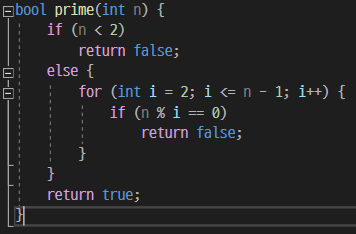 bool prime(int n) {
    if (n < 2)
        return false;
    else {
        for (int i = 2; i <= n - 1; i++) {
            if (n % i == 0)
                return false;
        }
    }
    return true;
}